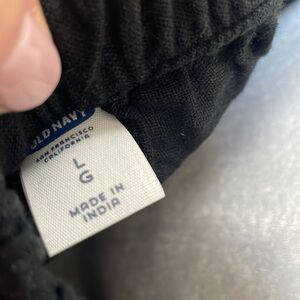 OLD NAVY
SAN FRANCISCO
CALIFORNIA
L
G
MADE IN
INDIA